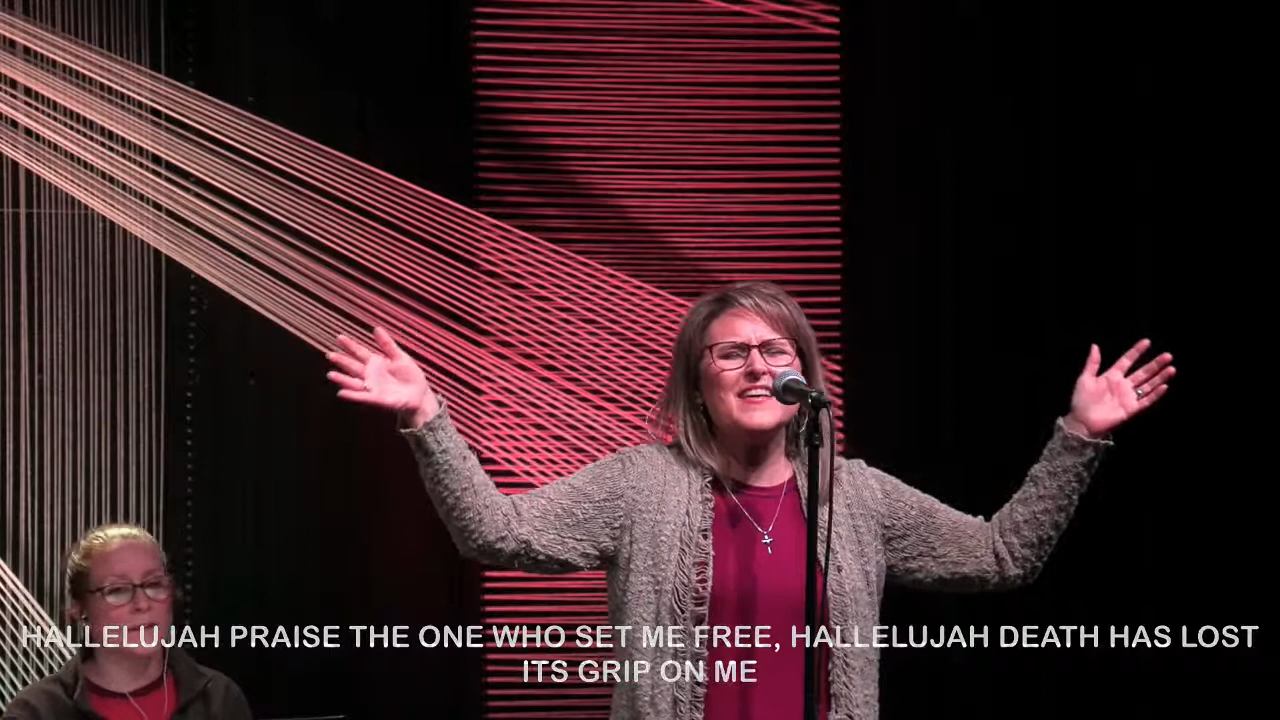 HALLELUJAH PRAISE THE ONE WHO SET ME FREE, HALLELUJAH DEATH HAS LOST
ITS GRIP ON ME